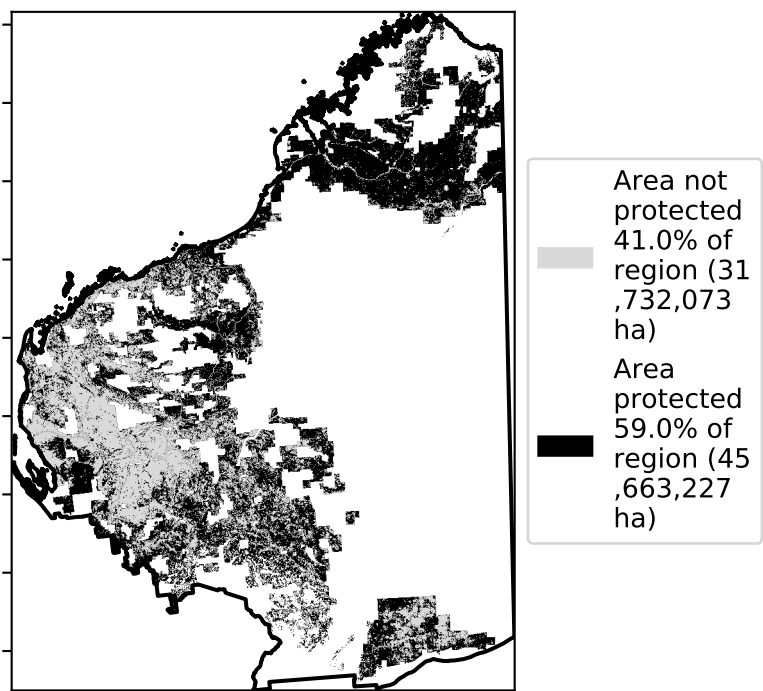 Area not
protected
41.0% of
region (31
,732,073
ha)
Area
protected
59.0% of
region (45
,663,227
ha)